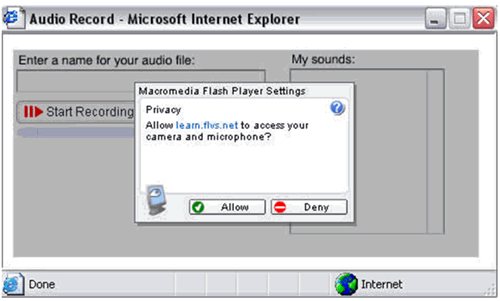 Audio Record - Microsoft Internet Explorer
Enter a name for your audio file:
My sounds:
Start Recording
Macromedia Flash Player Settings
Privacy
Allow learn.flvs.net to access your
camera and microphone?
Allow
Deny
Done
Internet